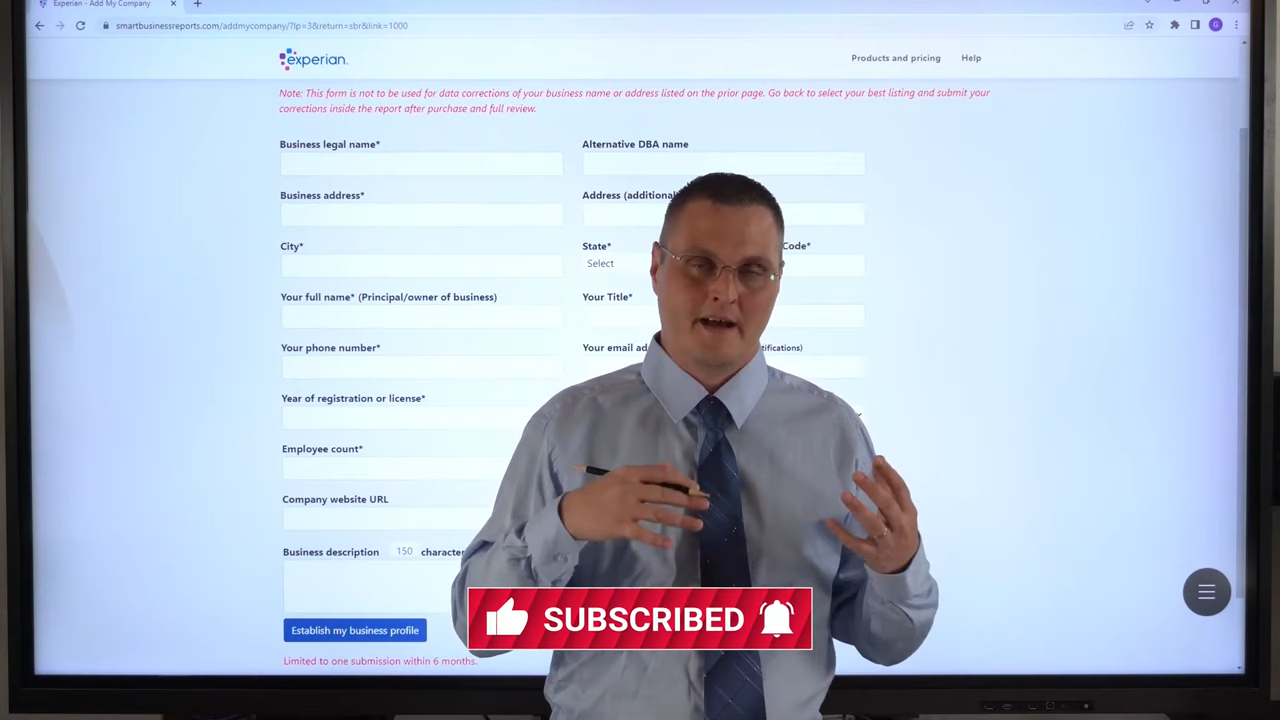 Experian - Add My Company
smartbusinessreports.com/addmycompany/?lp=3&return=sbr&link=1000
G
experian.
Products and pricing
Help
Note: This form is not to be used for data corrections of your business name or address listed on the prior page. Go back to select your best listing and submit your
corrections inside the report after purchase and full review.
Business legal name*
Alternative DBA name
Business address*
Address (additional
City*
State*
Code*
Select
Your full name* (Principal/owner of business)
Your Title*
Your phone number*
Your email ad
tifications)
Year of registration or license*
Employee count*
Company website URL
Business description 150 character
SUBSCRIBED
Establish my business profile
Limited to one submission within 6 months.